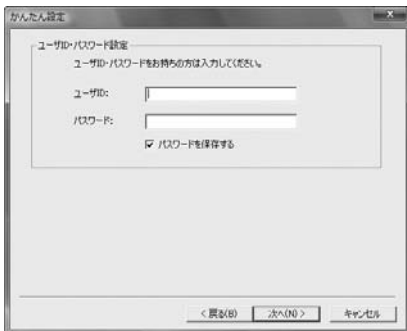 かんたん設定
ユーザID・パスワード設定
ユーザID・パスワードをお持ちの方は入力してください。
ユーザID:
パスワード:
パスワードを保存する
< 戻る(B)
次へ(N) >
キャンセル